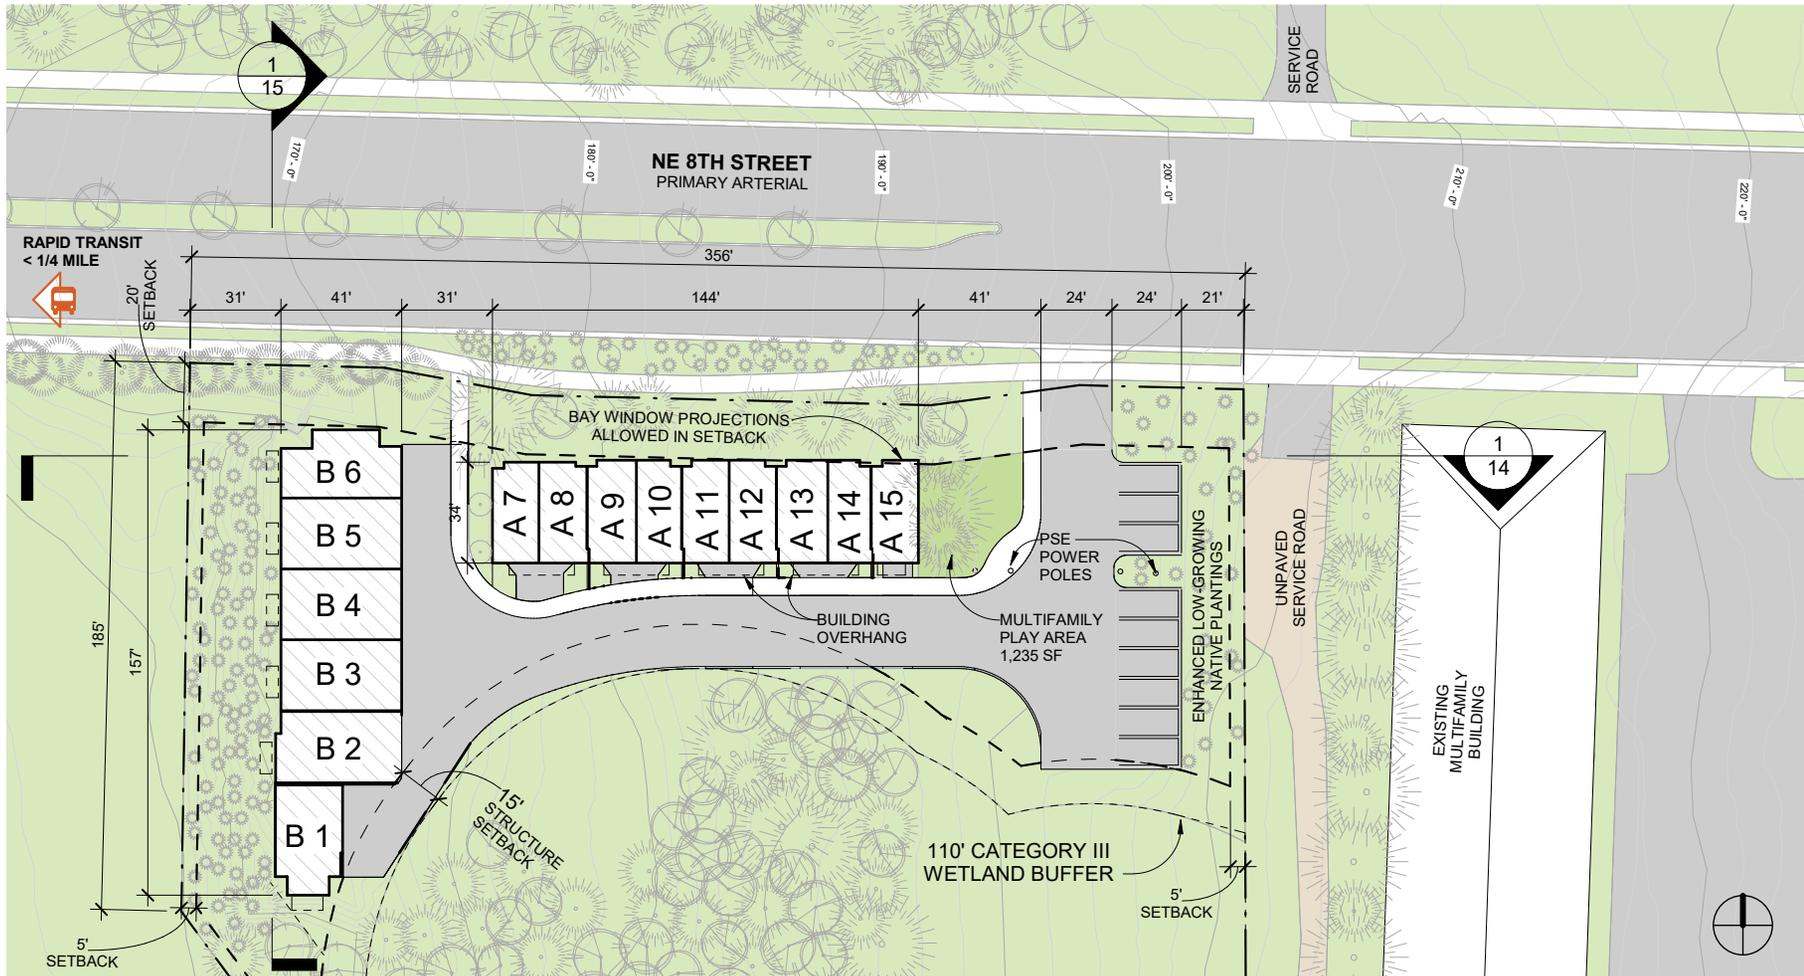 SERVICE
ROAD
1
15
170' - 0"
180' - 0"
NE 8TH STREET
PRIMARY ARTERIAL
190' - 0"
200' - 0"
210' - 0"
220' - 0"
RAPID TRANSIT
< 1/4 MILE
20'
SETBACK
356'
31'
41'
31'
144'
41'
24'
24'
21'
BAY WINDOW PROJECTIONS
ALLOWED IN SETBACK
1
14
B 6
B 5
B 4
B 3
B 2
B 1
34'
A 7
A 8
A 9
A 10
A 11
A 12
A 13
A 14
A 15
PSE
POWER
POLES
BUILDING
OVERHANG
MULTIFAMILY
PLAY AREA
1,235 SF
ENHANCED LOW-GROWING
NATIVE PLANTINGS
UNPAVED
SERVICE ROAD
EXISTING
MULTIFAMILY
BUILDING
185'
157'
15'
STRUCTURE
SETBACK
110' CATEGORY III
WETLAND BUFFER
5'
SETBACK
5'
SETBACK